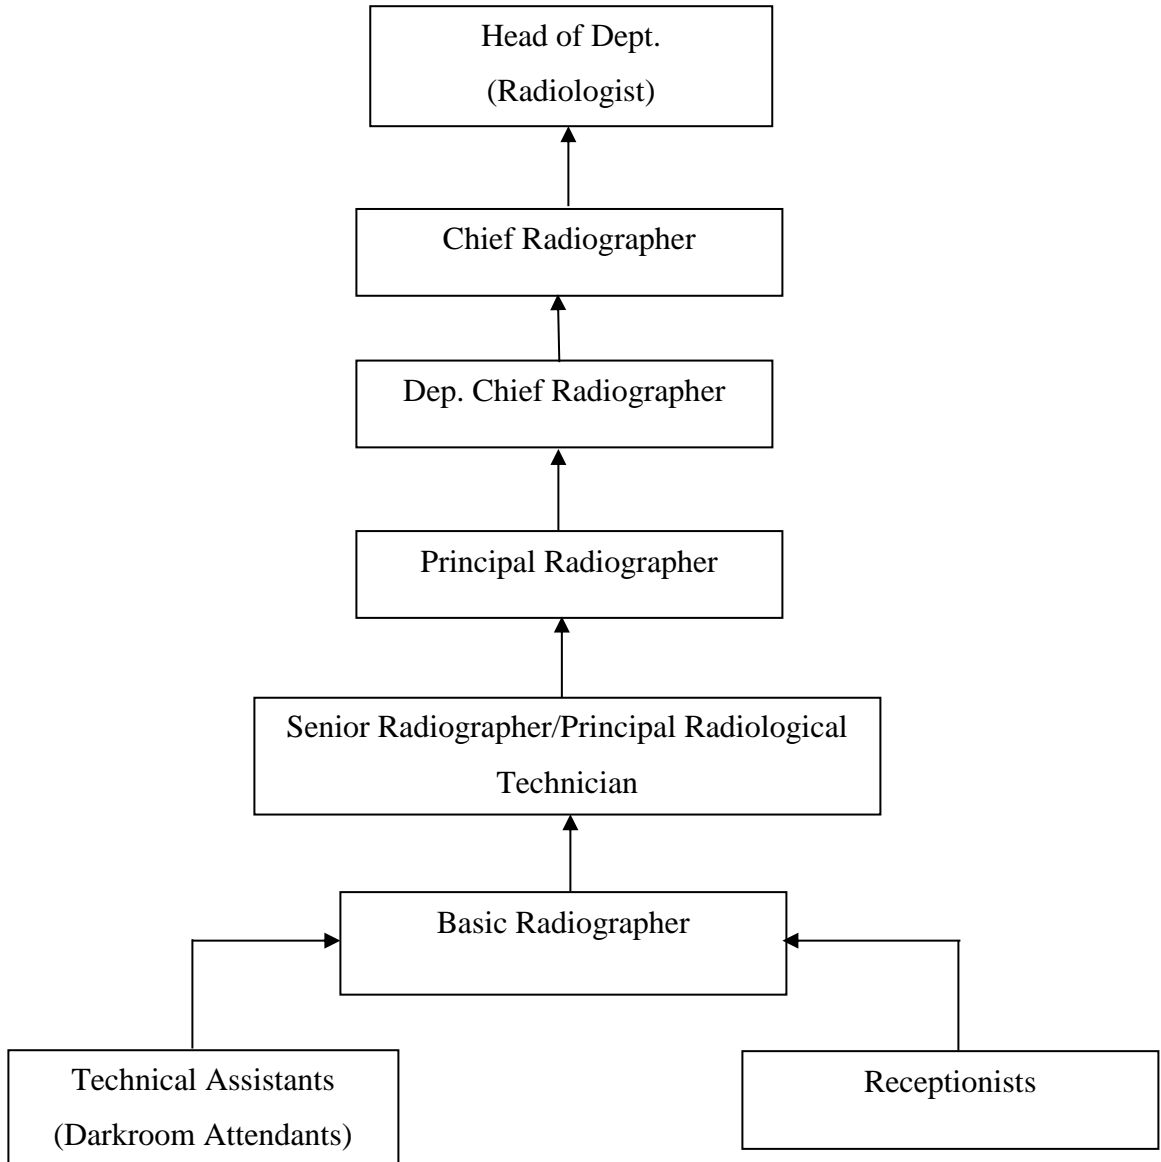 Head of Dept.
(Radiologist)
Chief Radiographer
Dep. Chief Radiographer
Principal Radiographer
Senior Radiographer/Principal Radiological
Technician
Basic Radiographer
Technical Assistants
(Darkroom Attendants)
Receptionists